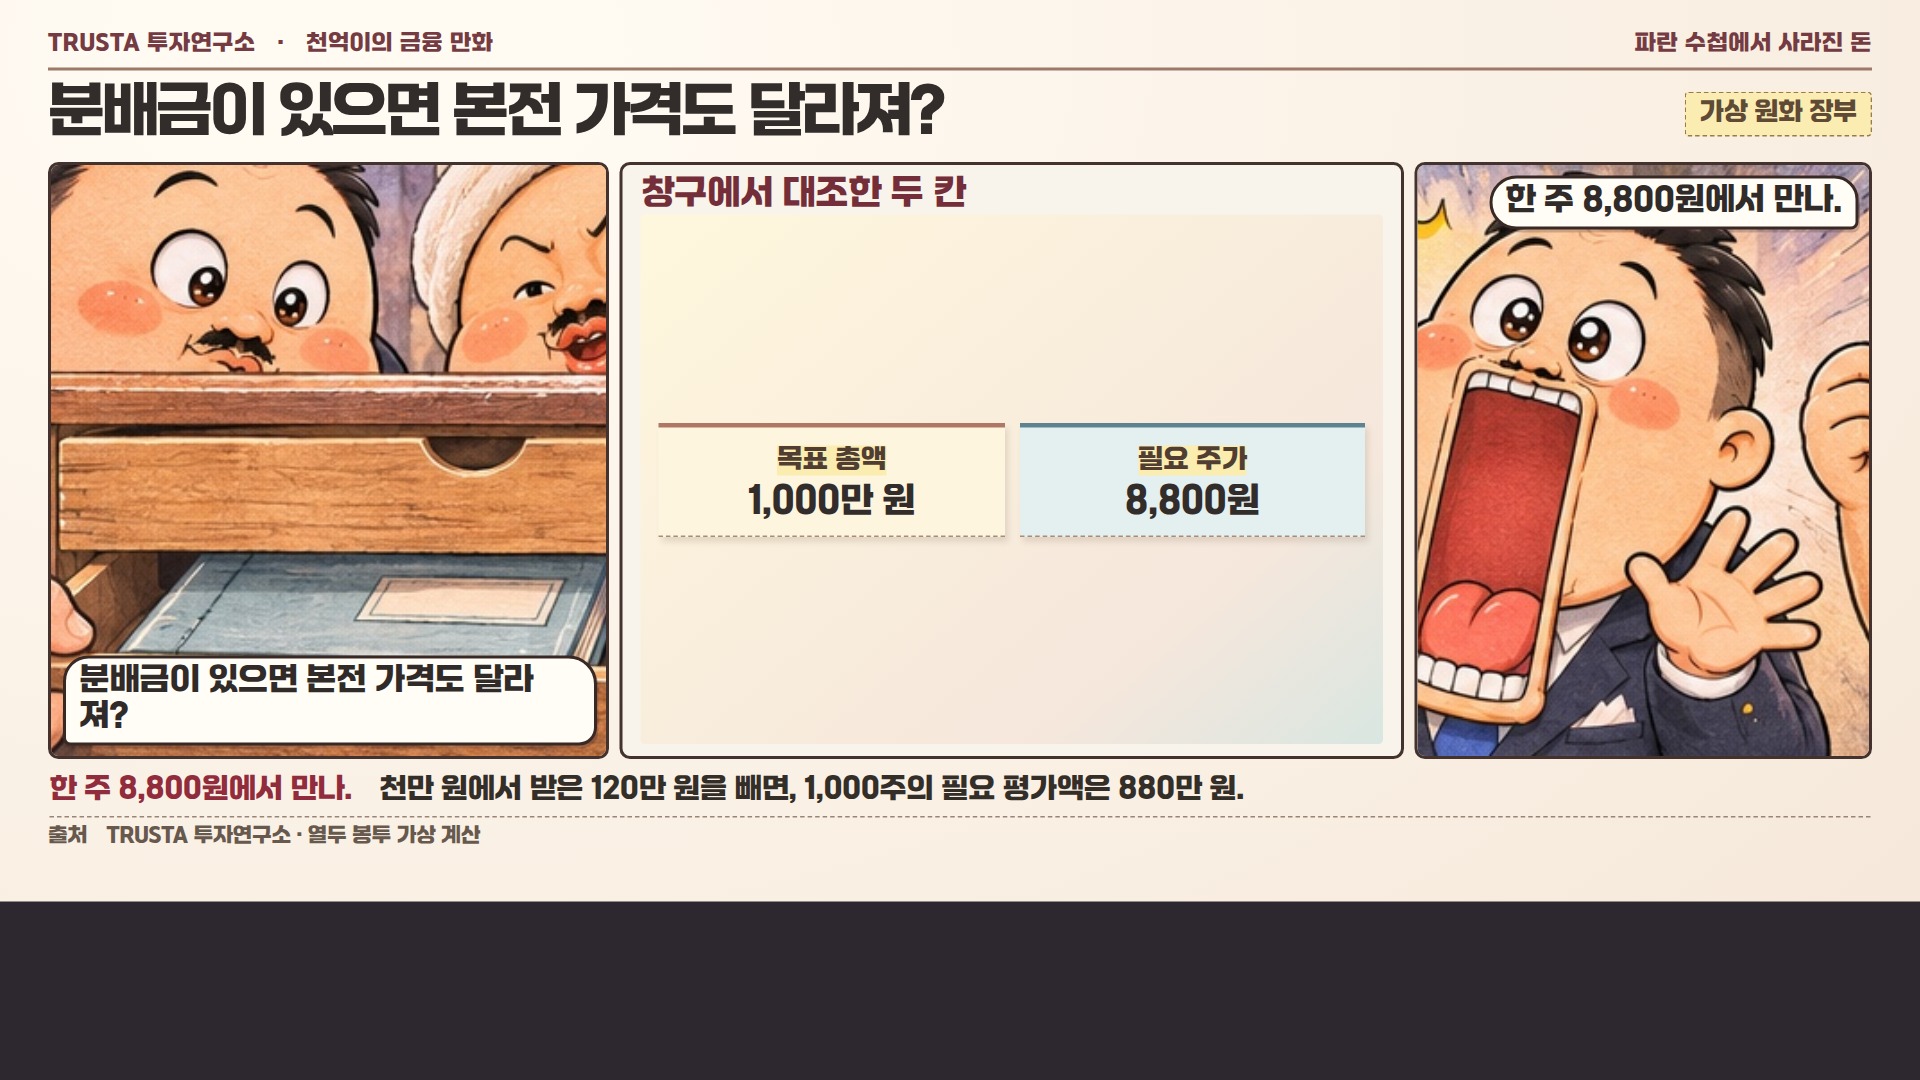 TRUSTA 투자연구소 · 천억이의 금융 만화
파란 수첩에서 사라진 돈
분배금이 있으면 본전 가격도 달라져?
가상 원화 장부
창구에서 대조한 두 칸
한 주 8,800원에서 만나.
목표 총액
1,000만 원
필요 주가
8,800원
분배금이 있으면 본전 가격도 달라
져?
한 주 8,800원에서 만나. 천만 원에서 받은 120만 원을 빼면, 1,000주의 필요 평가액은 880만 원.
출처 TRUSTA 투자연구소 · 열두 봉투 가상 계산